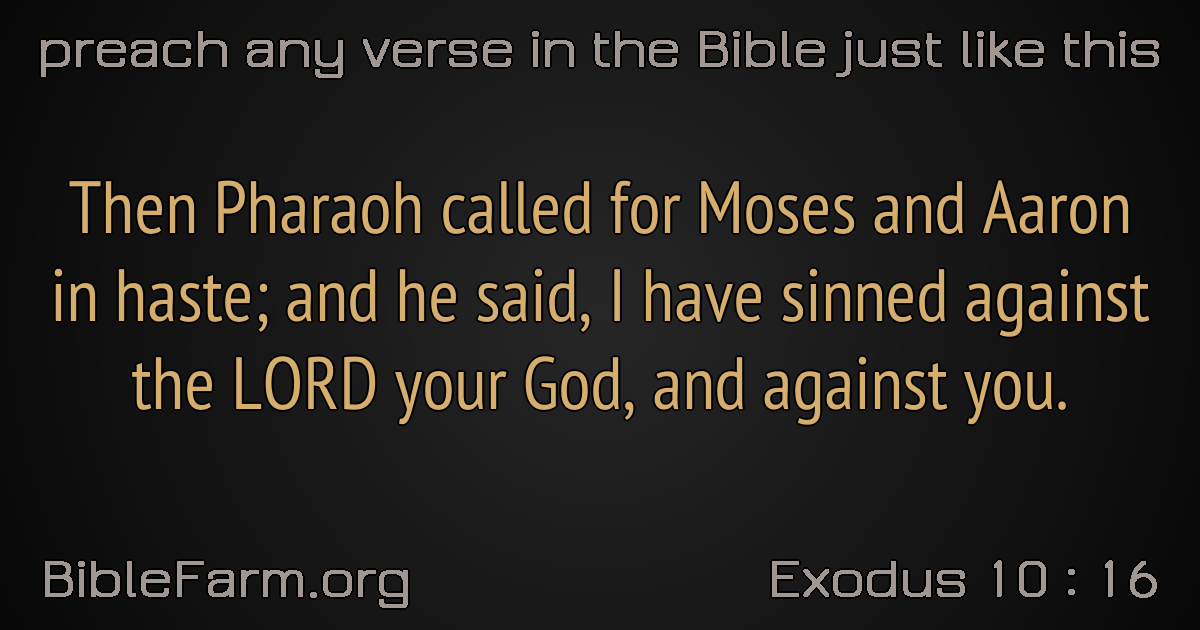 preach any verse in the Bible just like this
Then Pharaoh called for Moses and Aaron
in haste; and he said, I have sinned against
the LORD your God, and against you.
BibleFarm.org
Exodus 10 : 16